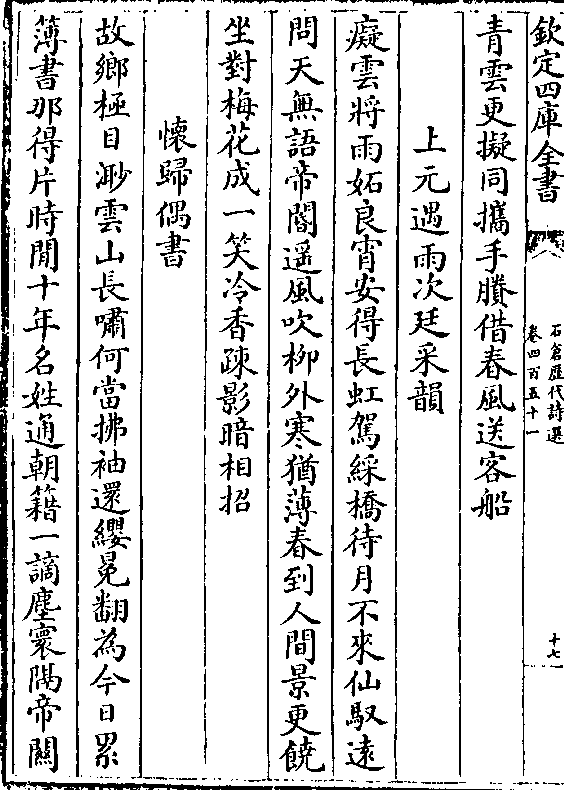 欽定四庫全書
石倉歷代詩選
卷四百五十一
十七
青雲更擬同攜手賸借春風送客船
上元遇雨次廷采韻
癡雲將雨妬良宵安得長虹駕綵橋待月不來仙馭遠
問天無語帝閽遥風吹柳外寒猶薄春到人間景更饒
坐對梅花成一笑冷香疎影暗相招
懷歸偶書
故鄉極目渺雲山長嘯何當拂袖還纓冕翻為今日累
薄書那得片時閒十年名姓通朝籍一謫塵寰隔帝關